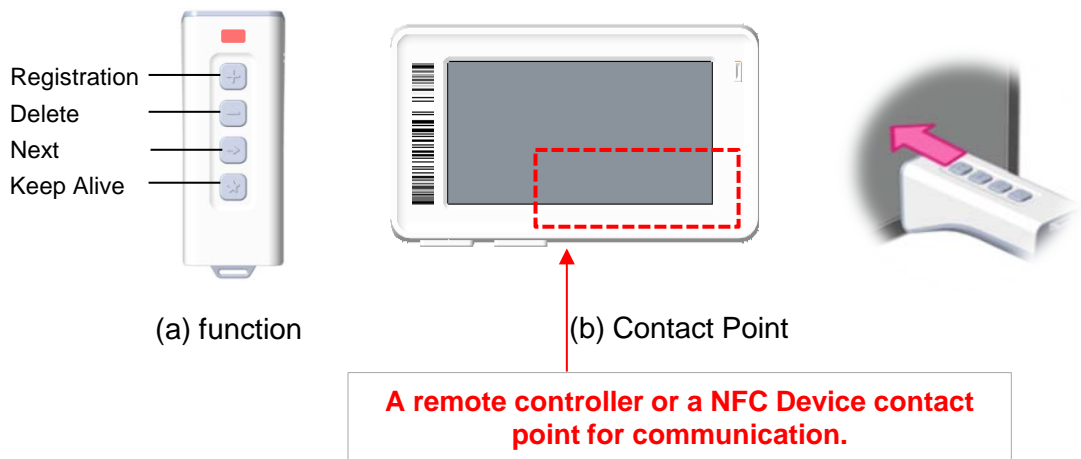 Registration
Delete
Next
Keep Alive
(a) function
(b) Contact Point
A remote controller or a NFC Device contact
point for communication.